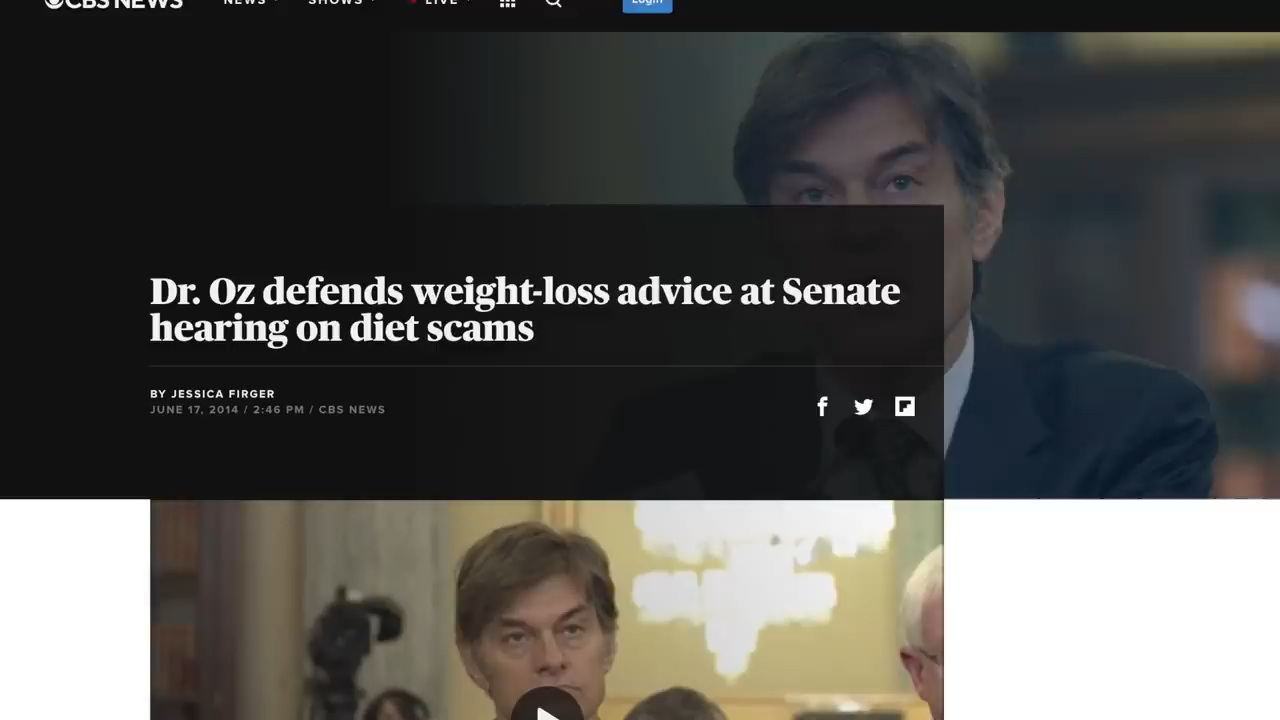 CBS NEWS NEWS SHOWS LIVE Login
Dr. Oz defends weight-loss advice at Senate
hearing on diet scams
BY JESSICA FIRGER
JUNE 17, 2014 / 2:46 PM / CBS NEWS